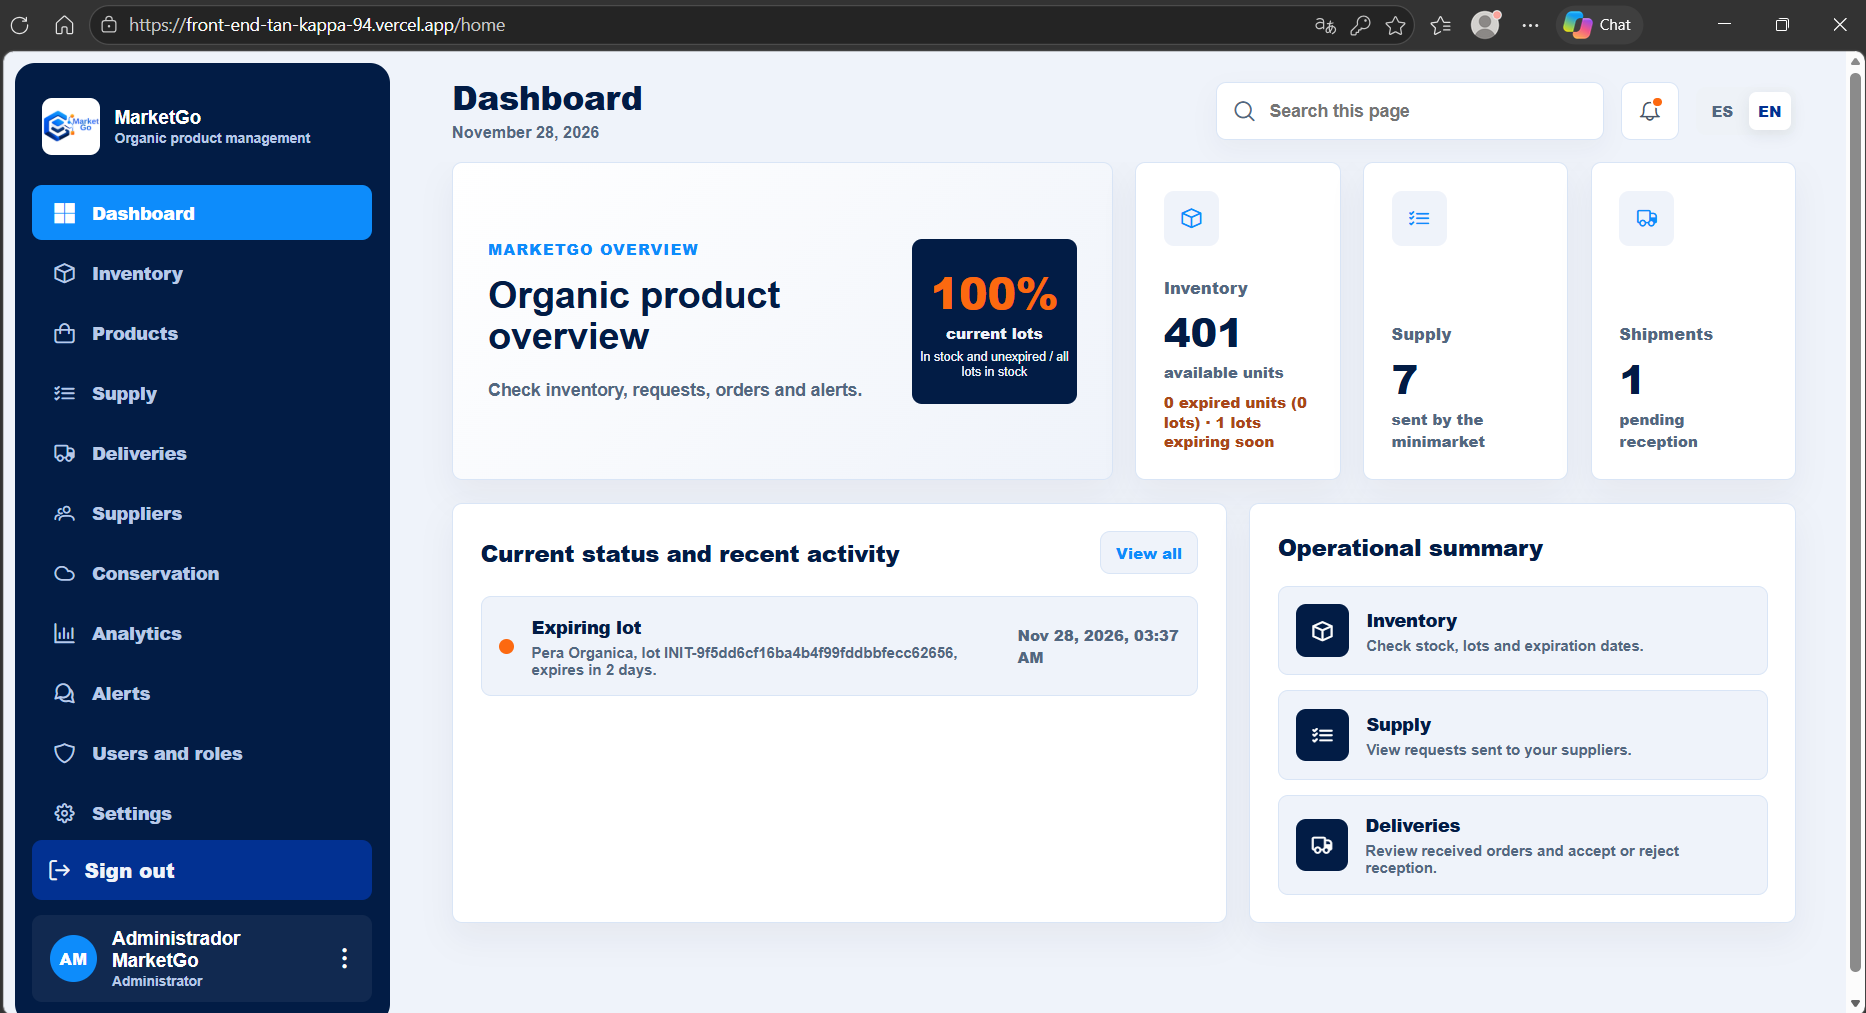 https://front-end-tan-kappa-94.vercel.app/home
Chat
Market
Go
MarketGo
Organic product management
Dashboard
Inventory
Products
Supply
Deliveries
Suppliers
Conservation
Analytics
Alerts
Users and roles
Settings
Sign out
AM
Administrador
MarketGo
Administrator
Dashboard
November 28, 2026
Search this page
ES
EN
MARKETGO OVERVIEW
Organic product
overview
Check inventory, requests, orders and alerts.
100%
current lots
In stock and unexpired / all
lots in stock
Inventory
401
available units
0 expired units (0
lots) · 1 lots
expiring soon
Supply
7
sent by the
minimarket
Shipments
1
pending
reception
Current status and recent activity
View all
Expiring lot
Pera Organica, lot INIT-9f5dd6cf16ba4b4f99fddbbfecc62656,
expires in 2 days.
Nov 28, 2026, 03:37
AM
Operational summary
Inventory
Check stock, lots and expiration dates.
Supply
View requests sent to your suppliers.
Deliveries
Review received orders and accept or reject
reception.